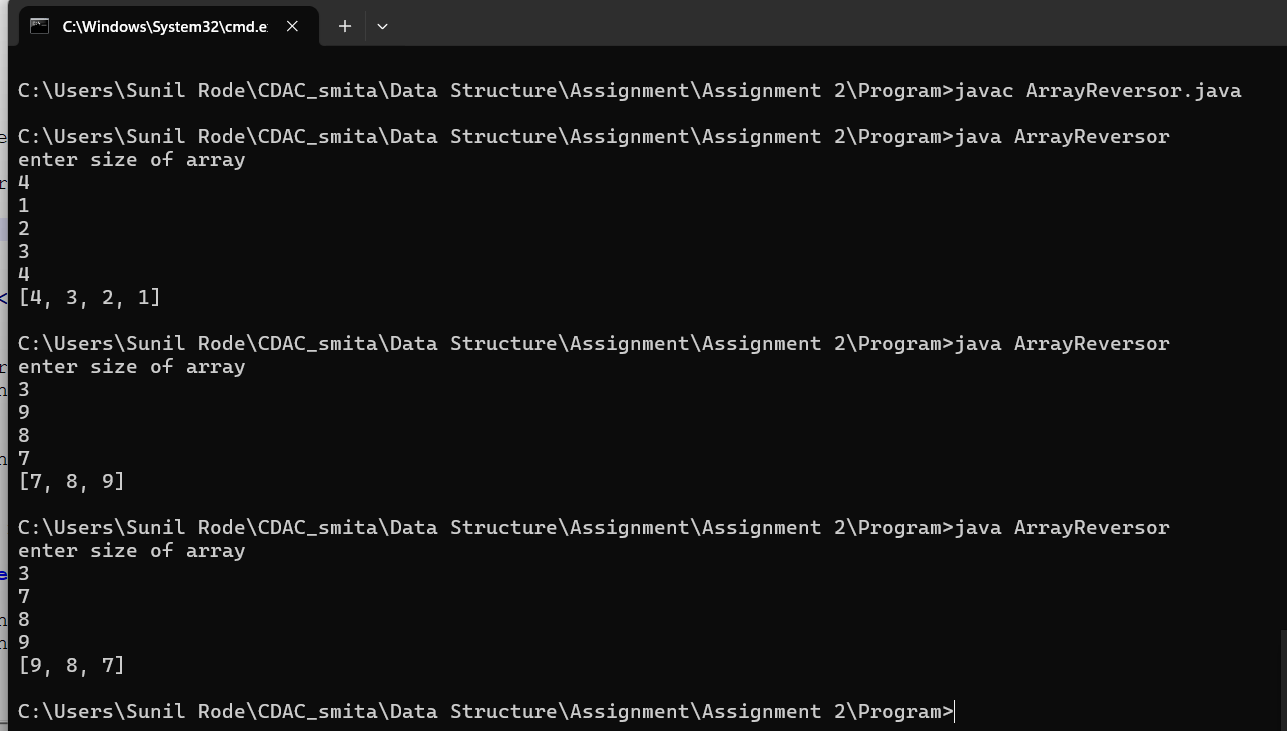 C:\Windows\System32\cmd.e
C:\Users\Sunil Rode\CDAC_smita\Data Structure\Assignment\Assignment 2\Program>javac ArrayReversor.java
C:\Users\Sunil Rode\CDAC_smita\Data Structure\Assignment\Assignment 2\Program>java ArrayReversor
enter size of array
4
1
2
3
4
[4, 3, 2, 1]
C:\Users\Sunil Rode\CDAC_smita\Data Structure\Assignment\Assignment 2\Program>java ArrayReversor
enter size of array
3
9
8
7
[7, 8, 9]
C:\Users\Sunil Rode\CDAC_smita\Data Structure\Assignment\Assignment 2\Program>java ArrayReversor
enter size of array
3
7
8
9
[9, 8, 7]
C:\Users\Sunil Rode\CDAC_smita\Data Structure\Assignment\Assignment 2\Program>